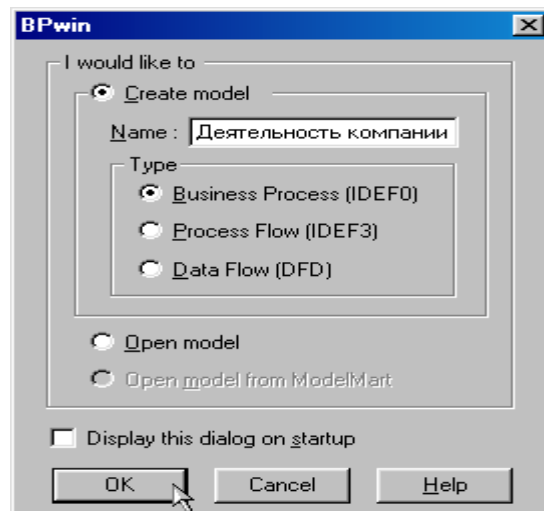 BPwin
I would like to
Create model
Name : Деятельность компании
Type
Business Process (IDEF0)
Process Flow (IDEF3)
Data Flow (DFD)
Open model
Open model from ModelMart
Display this dialog on startup
OK Cancel Help